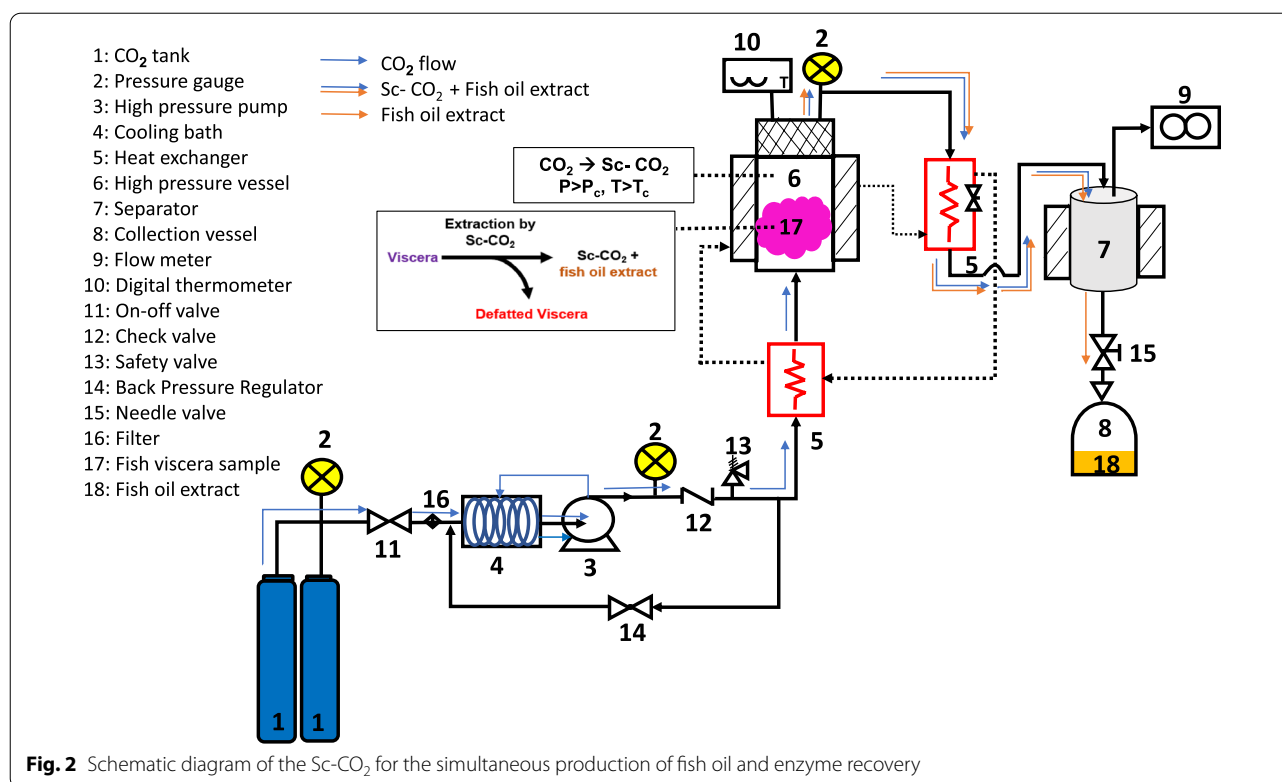 1: CO₂ tank
2: Pressure gauge
3: High pressure pump
4: Cooling bath
5: Heat exchanger
6: High pressure vessel
7: Separator
8: Collection vessel
9: Flow meter
10: Digital thermometer
11: On-off valve
12: Check valve
13: Safety valve
14: Back Pressure Regulator
15: Needle valve
16: Filter
17: Fish viscera sample
18: Fish oil extract
CO₂ flow
Sc- CO₂ + Fish oil extract
Fish oil extract
10
T
2
9
CO₂ → Sc- CO₂
P>P꜀, T>T꜀
6
17
Extraction by
Sc-CO₂
Viscera
Sc-CO₂ +
fish oil extract
Defatted Viscera
5
7
15
8
18
5
2
13
12
2
16
11
4
3
14
1
1
Fig. 2 Schematic diagram of the Sc-CO₂ for the simultaneous production of fish oil and enzyme recovery